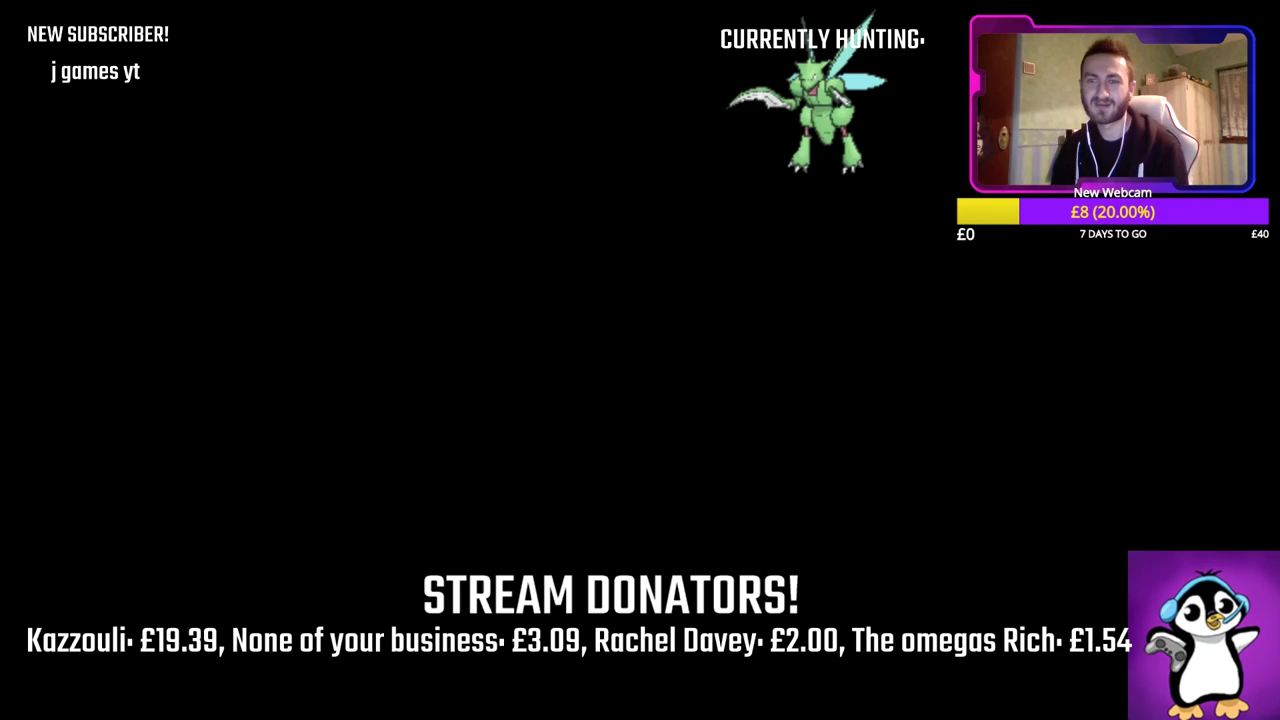 NEW SUBSCRIBER!
j games yt
CURRENTLY HUNTING:
New Webcam
£8 (20.00%)
£0
7 DAYS TO GO
£40
STREAM DONATORS!
Kazzouli: £19.39, None of your business: £3.09, Rachel Davey: £2.00, The omegas Rich: £1.54